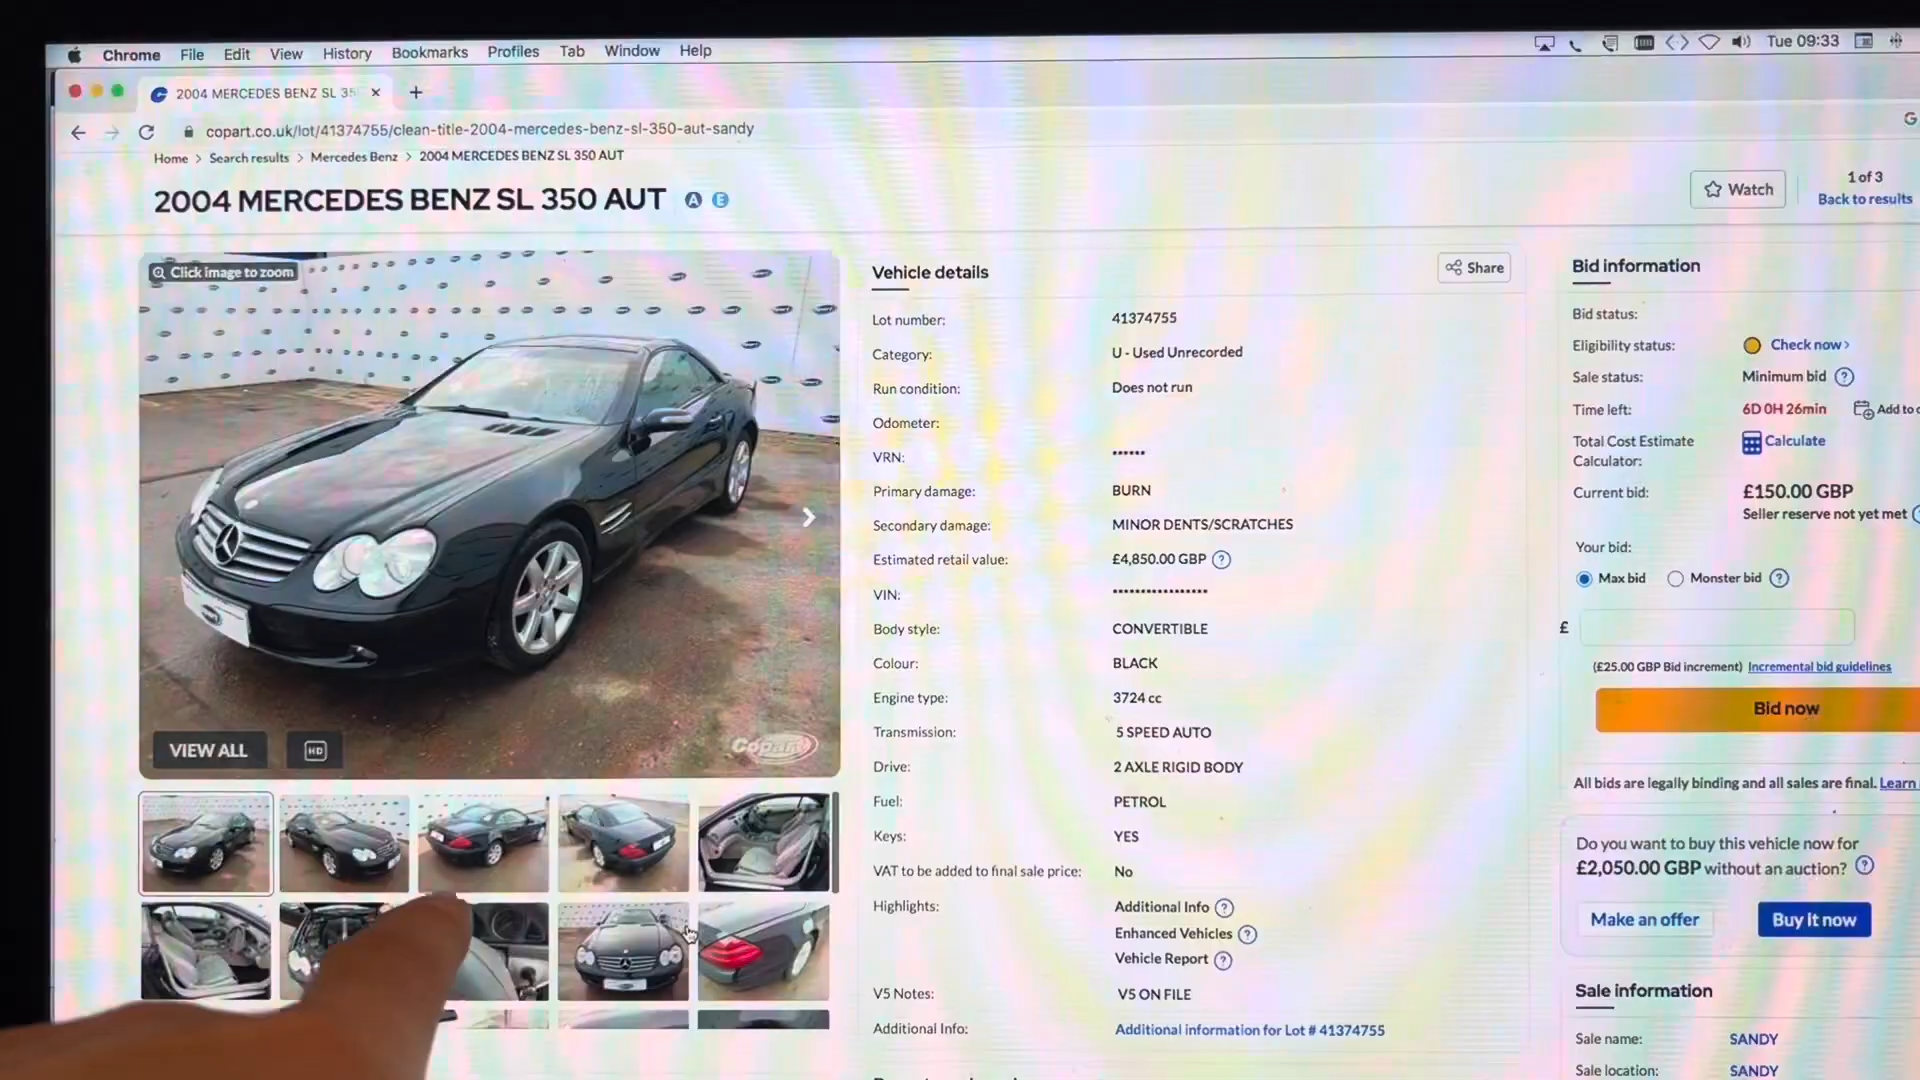 Chrome File Edit View History Bookmarks Profiles Tab Window Help
Tue 09:33
2004 MERCEDES BENZ SL 35
copart.co.uk/lot/41374755/clean-title-2004-mercedes-benz-sl-350-aut-sandy
G
Home > Search results > Mercedes Benz > 2004 MERCEDES BENZ SL 350 AUT
2004 MERCEDES BENZ SL 350 AUT A E
Watch
1 of 3
Back to results
Click image to zoom
VIEW ALL
HD
Copart
Vehicle details
Share
Lot number: 41374755
Category: U - Used Unrecorded
Run condition: Does not run
Odometer:
VRN: ••••••
Primary damage: BURN
Secondary damage: MINOR DENTS/SCRATCHES
Estimated retail value: £4,850.00 GBP ?
VIN: •••••••••••••••••
Body style: CONVERTIBLE
Colour: BLACK
Engine type: 3724 cc
Transmission: 5 SPEED AUTO
Drive: 2 AXLE RIGID BODY
Fuel: PETROL
Keys: YES
VAT to be added to final sale price: No
Highlights: Additional Info ?
Enhanced Vehicles ?
Vehicle Report ?
V5 Notes: V5 ON FILE
Additional Info: Additional information for Lot # 41374755
Bid information
Bid status:
Eligibility status: Check now >
Sale status: Minimum bid ?
Time left: 6D 0H 26min Add to
Total Cost Estimate Calculator: Calculate
Current bid: £150.00 GBP
Seller reserve not yet met
Your bid:
Max bid Monster bid ?
£
(£25.00 GBP Bid increment) Incremental bid guidelines
Bid now
All bids are legally binding and all sales are final. Learn
Do you want to buy this vehicle now for
£2,050.00 GBP without an auction? ?
Make an offer Buy it now
Sale information
Sale name: SANDY
Sale location: SANDY